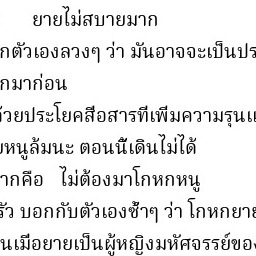 ยายไม่สบายมาก
กตัวเองลวงๆ ว่า มันอาจจะเป็นปร
กมาก่อน
ด้วยประโยคสื่อสารที่เพิ่มความรุนแ
หนูล้มนะ ตอนนี้เดินไม่ได้
ากคือ ไม่ต้องมาโกหกหนู
รัว บอกกับตัวเองซ้ำๆ ว่า โกหกยาย
นเมื่อยายเป็นผู้หญิงมหัศจรรย์ของ